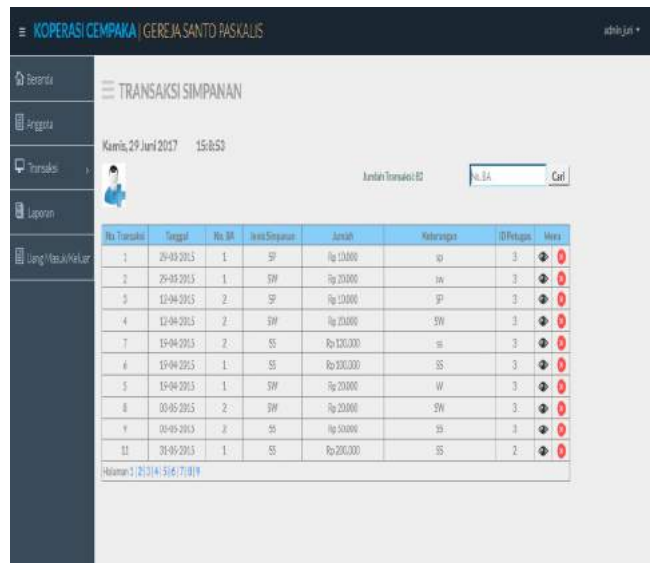 ≡ KOPERASI CEMPAKA | GEREJA SANTO PASKALIS
admin juri
Beranda
Anggota
Transaksi
Laporan
Uang Masuk/Keluar
TRANSAKSI SIMPANAN
Kamis, 29 Juni 2017 15:8:53
Jumlah Transaksi: 82 No. BA Cari
No. Transaksi Tanggal No. BA Jenis Simpanan Jumlah Keterangan ID Petugas Menu
1 29-03-2015 1 SP Rp 10.000 sp 3
2 29-03-2015 1 SW Rp 20.000 sw 3
3 12-04-2015 2 SP Rp 10.000 SP 3
4 12-04-2015 2 SW Rp 20.000 SW 3
7 19-04-2015 2 SS Rp 120.000 ss 3
6 19-04-2015 1 SS Rp 100.000 SS 3
5 19-04-2015 1 SW Rp 20.000 W 3
8 2 SW Rp 20.000 SW 3
9 2 SS Rp 50.000 SS 3
31-05-2015 1 SS Rp 200.000 SS 2
Halaman 1 |2|3|4|5|6|7|8|9